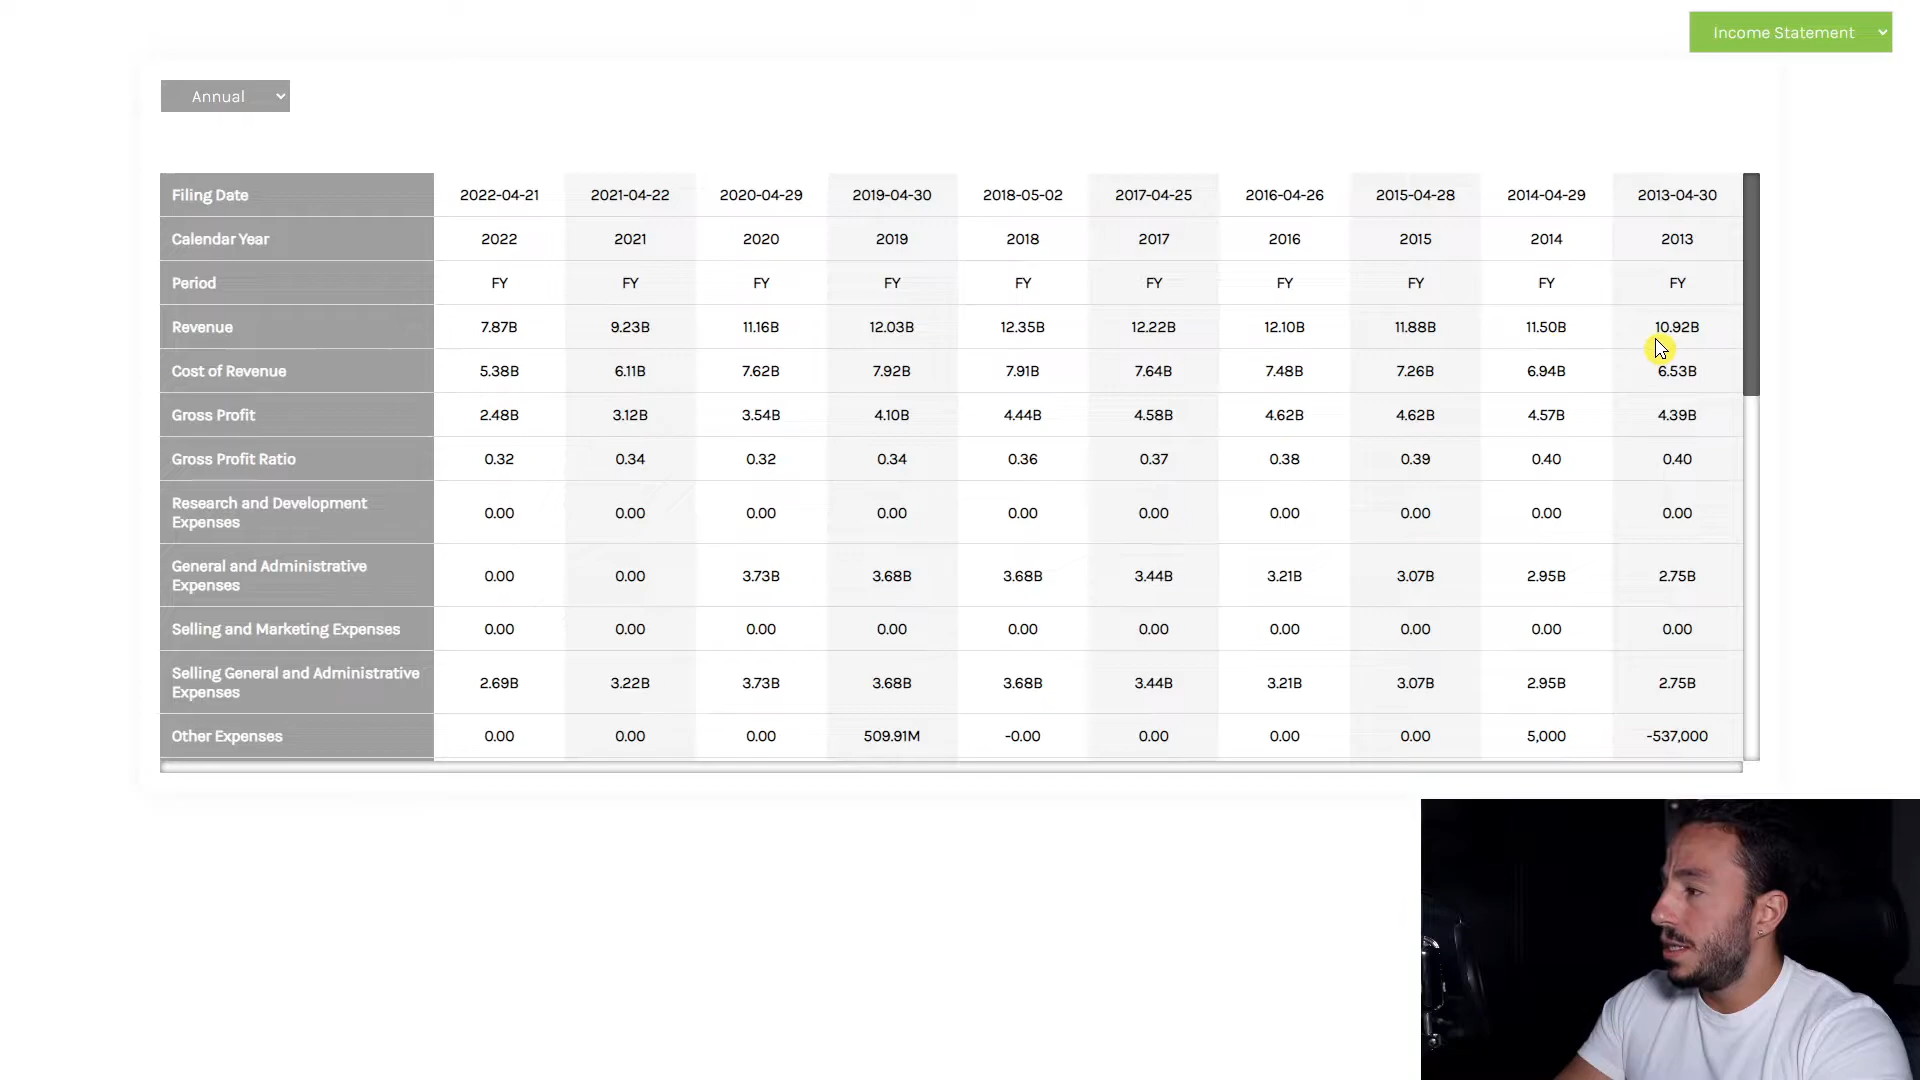 Income Statement
Annual
Filing Date 2022-04-21 2021-04-22 2020-04-29 2019-04-30 2018-05-02 2017-04-25 2016-04-26 2015-04-28 2014-04-29 2013-04-30
Calendar Year 2022 2021 2020 2019 2018 2017 2016 2015 2014 2013
Period FY FY FY FY FY FY FY FY FY FY
Revenue 7.87B 9.23B 11.16B 12.03B 12.35B 12.22B 12.10B 11.88B 11.50B 10.92B
Cost of Revenue 5.38B 6.11B 7.62B 7.92B 7.91B 7.64B 7.48B 7.26B 6.94B 6.53B
Gross Profit 2.48B 3.12B 3.54B 4.10B 4.44B 4.58B 4.62B 4.62B 4.57B 4.39B
Gross Profit Ratio 0.32 0.34 0.32 0.34 0.36 0.37 0.38 0.39 0.40 0.40
Research and Development
Expenses 0.00 0.00 0.00 0.00 0.00 0.00 0.00 0.00 0.00 0.00
General and Administrative
Expenses 0.00 0.00 3.73B 3.68B 3.68B 3.44B 3.21B 3.07B 2.95B 2.75B
Selling and Marketing Expenses 0.00 0.00 0.00 0.00 0.00 0.00 0.00 0.00 0.00 0.00
Selling General and Administrative
Expenses 2.69B 3.22B 3.73B 3.68B 3.68B 3.44B 3.21B 3.07B 2.95B 2.75B
Other Expenses 0.00 0.00 0.00 509.91M -0.00 0.00 0.00 0.00 5,000 -537,000